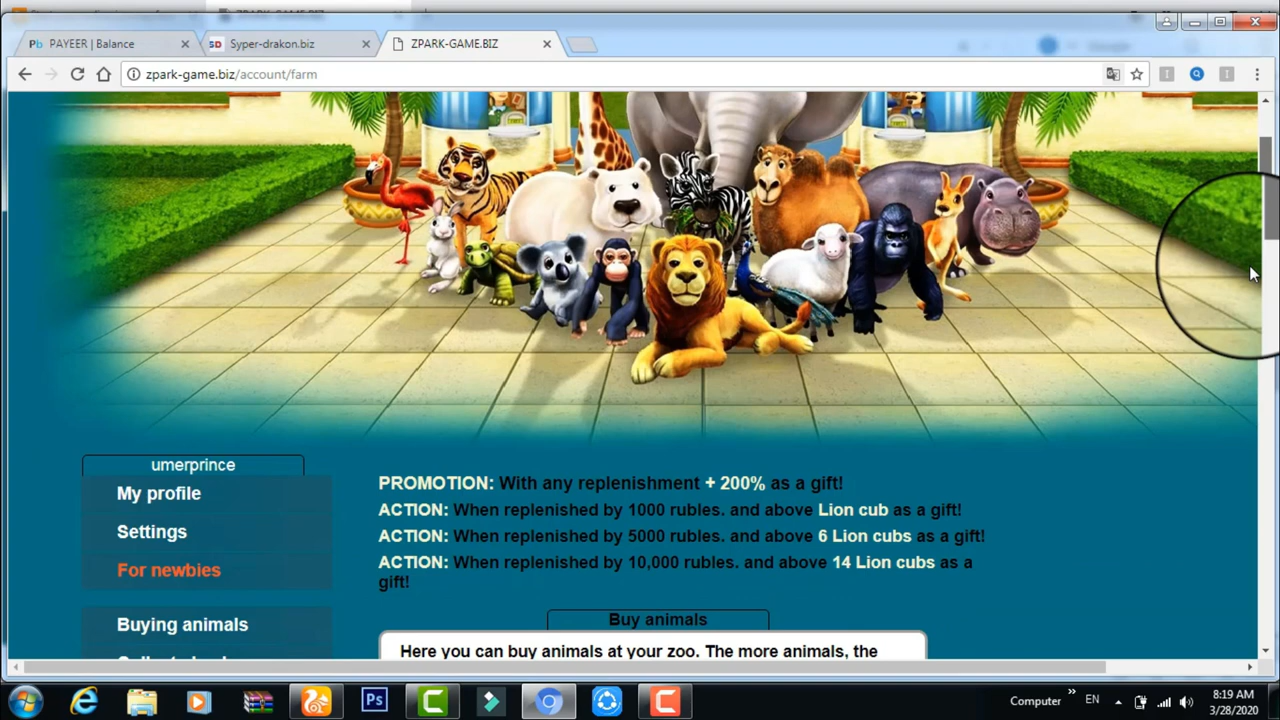 PAYEER | Balance
Syper-drakon.biz
ZPARK-GAME.BIZ
zpark-game.biz/account/farm
umerprince
My profile
Settings
For newbies
Buying animals
PROMOTION: With any replenishment + 200% as a gift!
ACTION: When replenished by 1000 rubles. and above Lion cub as a gift!
ACTION: When replenished by 5000 rubles. and above 6 Lion cubs as a gift!
ACTION: When replenished by 10,000 rubles. and above 14 Lion cubs as a
gift!
Buy animals
Here you can buy animals at your zoo. The more animals, the
Computer
EN
8:19 AM
3/28/2020